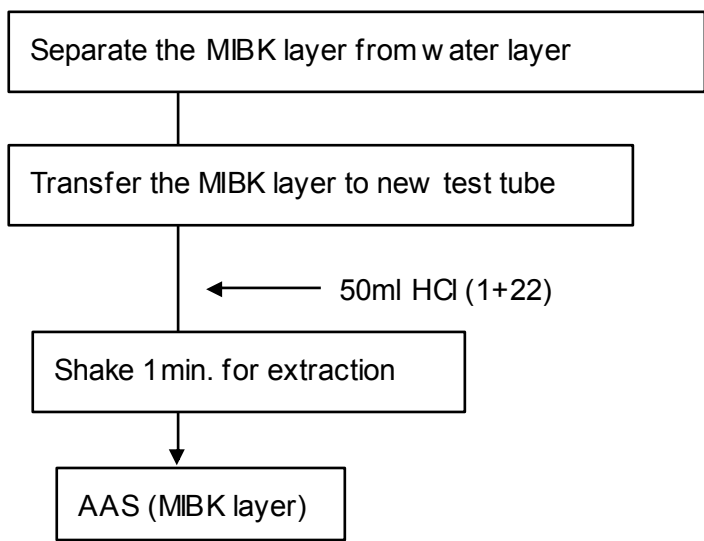 Separate the MIBK layer from water layer
Transfer the MIBK layer to new test tube
50ml HCl (1+22)
Shake 1min. for extraction
AAS (MIBK layer)